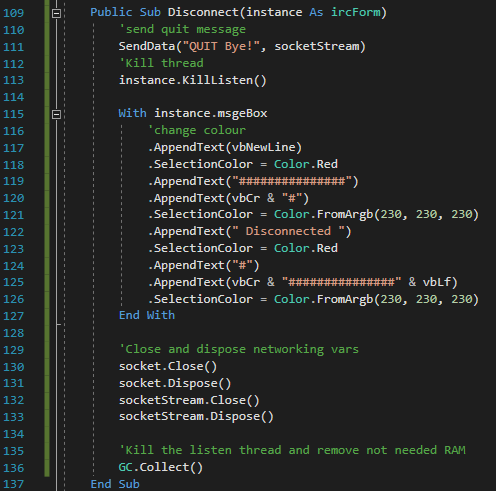 109 Public Sub Disconnect(instance As ircForm)
110 'send quit message
111 SendData("QUIT Bye!", socketStream)
112 'Kill thread
113 instance.KillListen()
114
115 With instance.msgeBox
116 'change colour
117 .AppendText(vbNewLine)
118 .SelectionColor = Color.Red
119 .AppendText("###############")
120 .AppendText(vbCr & "#")
121 .SelectionColor = Color.FromArgb(230, 230, 230)
122 .AppendText(" Disconnected ")
123 .SelectionColor = Color.Red
124 .AppendText("#")
125 .AppendText(vbCr & "###############" & vbLf)
126 .SelectionColor = Color.FromArgb(230, 230, 230)
127 End With
128
129 'Close and dispose networking vars
130 socket.Close()
131 socket.Dispose()
132 socketStream.Close()
133 socketStream.Dispose()
134
135 'Kill the listen thread and remove not needed RAM
136 GC.Collect()
137 End Sub